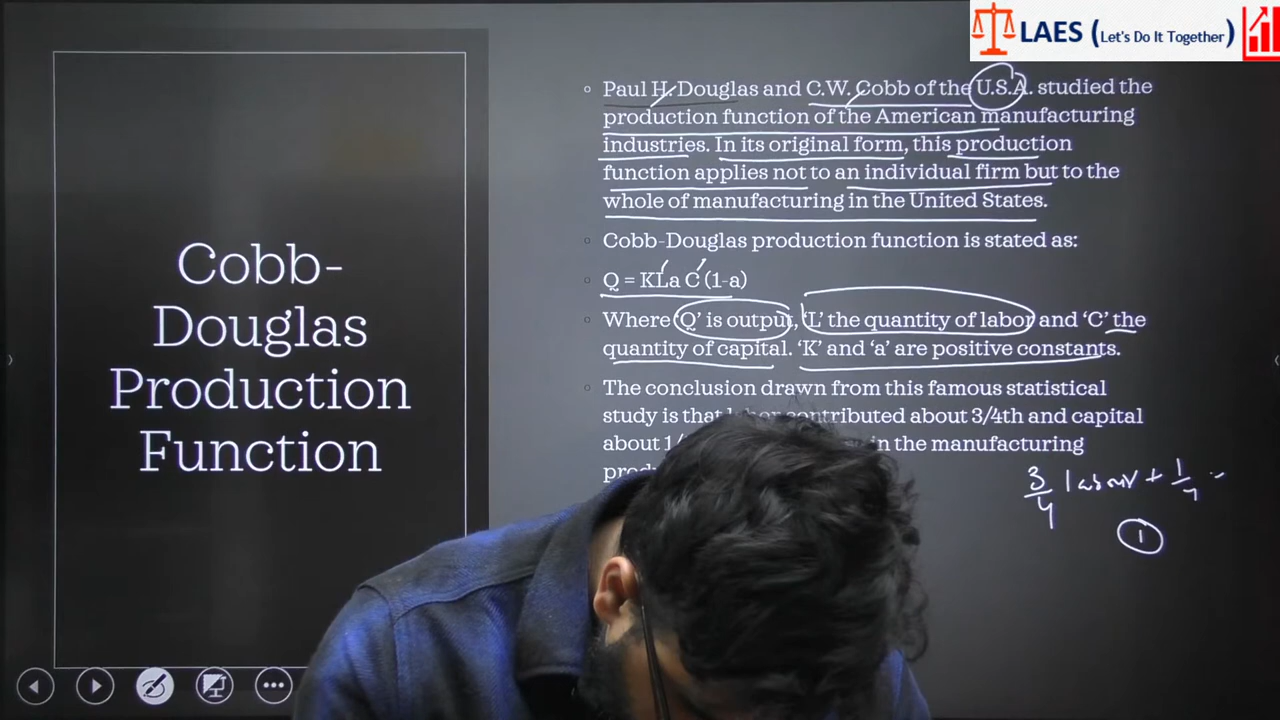 LAES (Let's Do It Together)
Cobb-
Douglas
Production
Function
Paul H. Douglas and C.W. Cobb of the U.S.A. studied the
production function of the American manufacturing
industries. In its original form, this production
function applies not to an individual firm but to the
whole of manufacturing in the United States.
Cobb-Douglas production function is stated as:
Q = KLa C (1-a)
Where Q' is output, 'L' the quantity of labor and 'C' the
quantity of capital. 'K' and 'a' are positive constants.
The conclusion drawn from this famous statistical
study is that contributed about 3/4th and capital
about in the manufacturing
3/4 labour + 1/
1